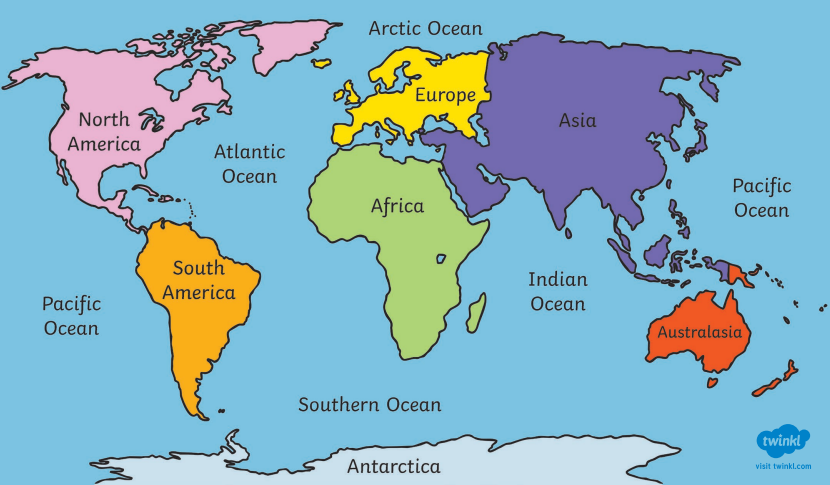 Arctic Ocean
North
America
Europe
Asia
Atlantic
Ocean
Africa
Pacific
Ocean
South
America
Indian
Ocean
Pacific
Ocean
Australasia
Southern Ocean
Antarctica
twinkl
visit twinkl.com